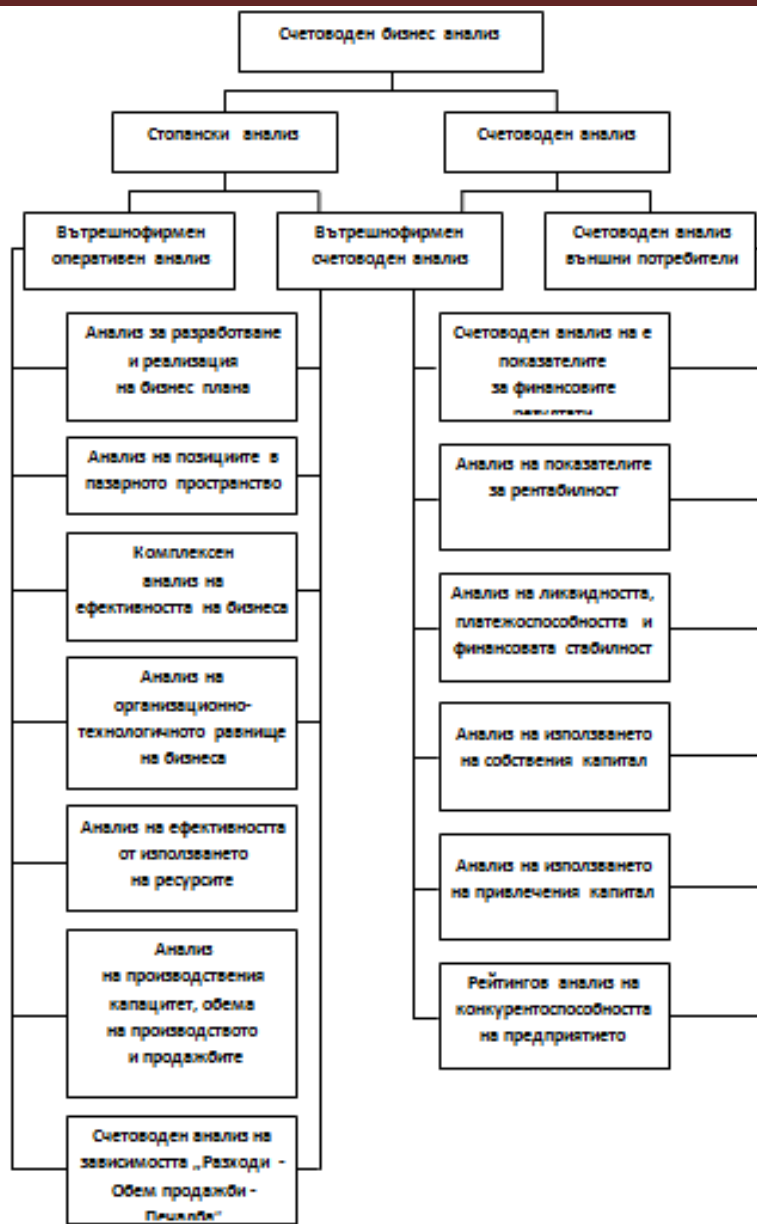 Счетоводен бизнес анализ
Стопански анализ
Счетоводен анализ
Вътрешнофирмен
оперативен анализ
Вътрешнофирмен
счетоводен анализ
Счетоводен анализ
външни потребители
Анализ за разработване
и реализация
на бизнес плана
Анализ на позициите в
пазарното пространство
Комплексен
анализ на
ефективността на бизнеса
Анализ на
организационно-
технологичното равнище
на бизнеса
Анализ на ефективността
от използването
на ресурсите
Анализ
на производствения
капацитет, обема
на производството
и продажбите
Счетоводен анализ на
зависимостта „Разходи -
Обем продажби -
Печалба"
Счетоводен анализ на е
показателите
за финансовите
резултати
Анализ на показателите
за рентабилност
Анализ на ликвидността,
платежоспособността и
финансовата стабилност
Анализ на използването
на собствения капитал
Анализ на използването
на привлечения капитал
Рейтингов анализ на
конкурентоспособността
на предприятието